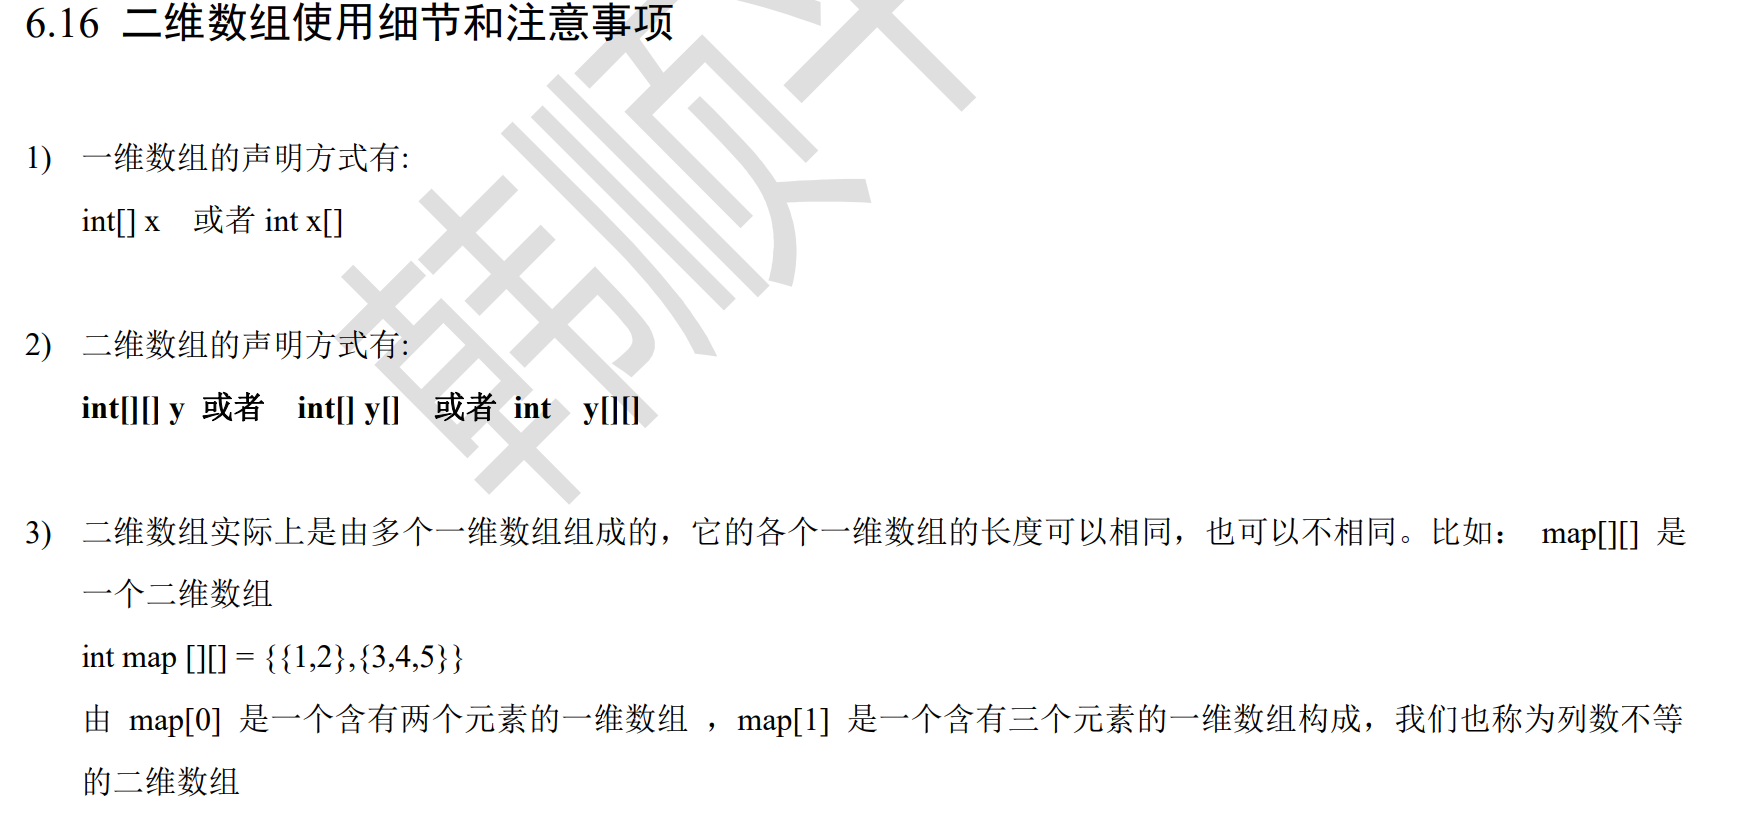 6.16 二维数组使用细节和注意事项
1) 一维数组的声明方式有:
int[] x 或者 int x[]
2) 二维数组的声明方式有:
int[][] y 或者 int[] y[] 或者 int y[][]
3) 二维数组实际上是由多个一维数组组成的，它的各个一维数组的长度可以相同，也可以不相同。比如： map[][] 是
一个二维数组
int map [][] = {{1,2},{3,4,5}}
由 map[0] 是一个含有两个元素的一维数组 ，map[1] 是一个含有三个元素的一维数组构成，我们也称为列数不等
的二维数组
韩顺平